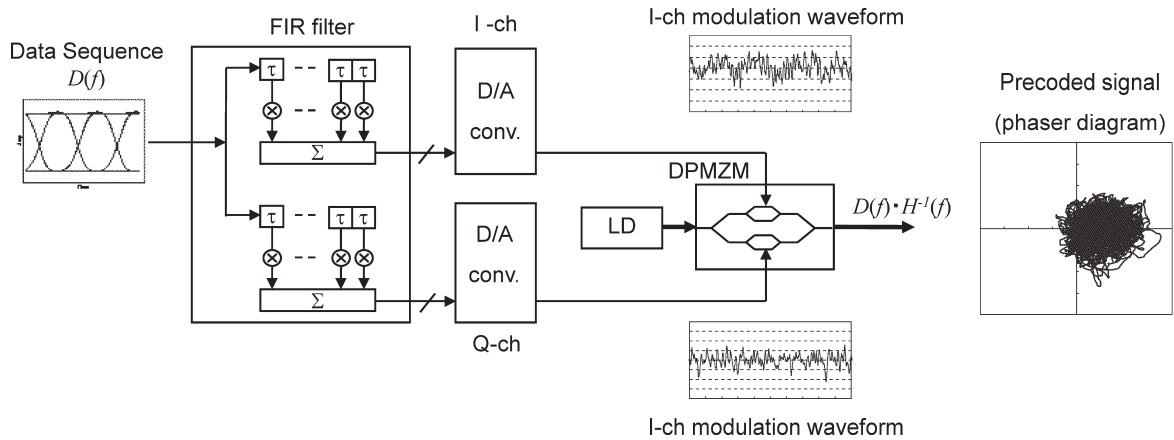 Data Sequence
D(f)
FIR filter
τ -- τ τ
Σ
τ -- τ τ
Σ
I -ch
D/A
conv.
D/A
conv.
Q-ch
I-ch modulation waveform
LD
DPMZM
D(f)・H⁻¹(f)
I-ch modulation waveform
Precoded signal
(phaser diagram)